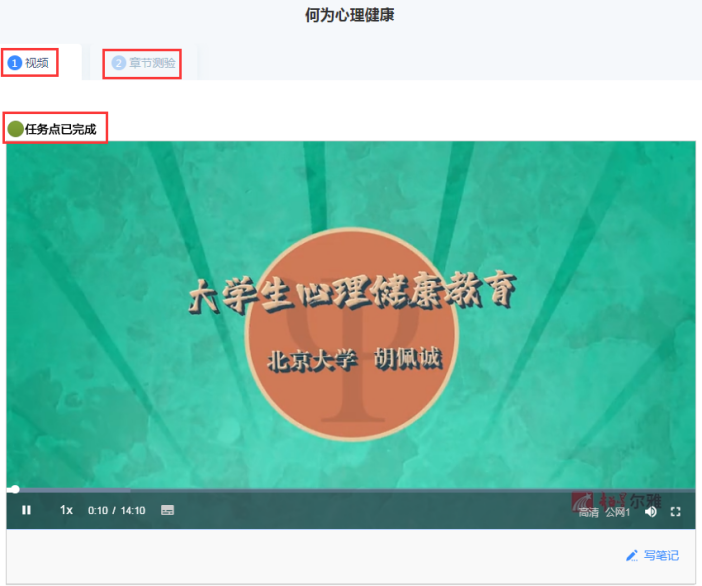 何为心理健康
1 视频
2 章节测验
任务点已完成
大学生心理健康教育
北京大学 胡佩诚
超星尔雅
1x 0:10 / 14:10 高清 公网1
写笔记